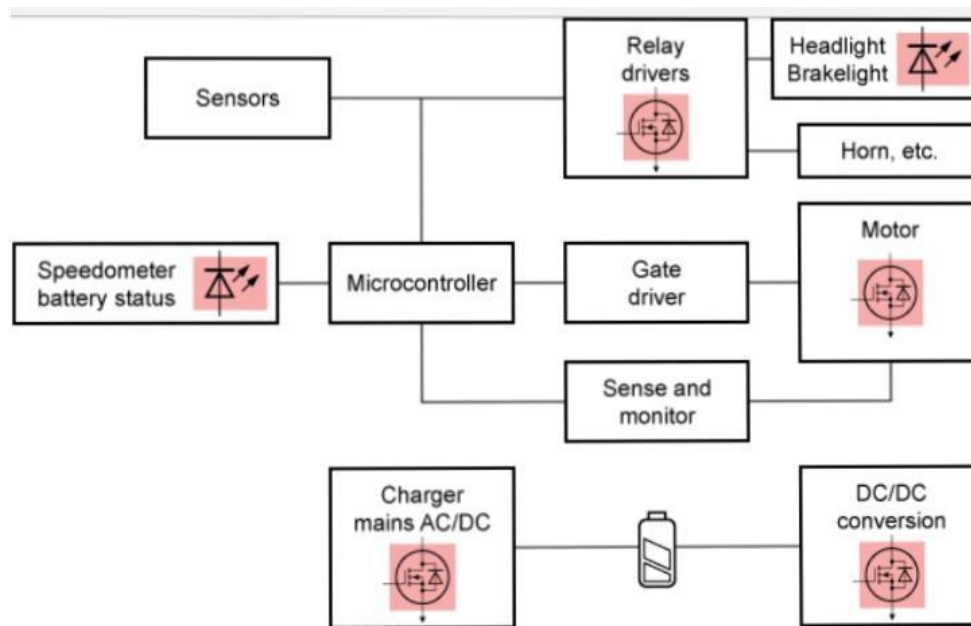 Relay
drivers
Headlight
Brakelight
Sensors
Horn, etc.
Motor
Speedometer
battery status
Microcontroller
Gate
driver
Sense and
monitor
Charger
mains AC/DC
DC/DC
conversion